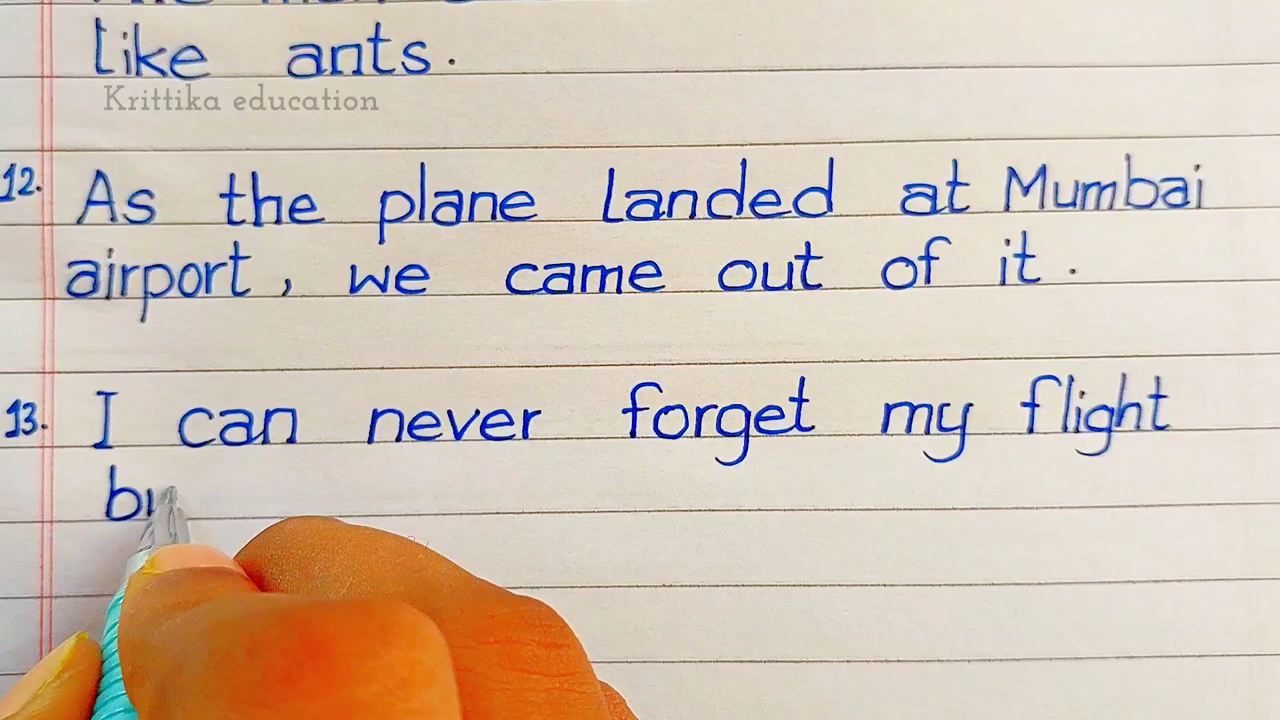 like ants.
Krittika education
12. As the plane landed at Mumbai
airport, we came out of it.
13. I can never forget my flight